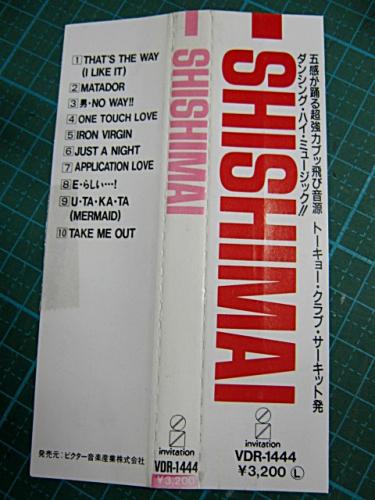 1 THAT'S THE WAY
(I LIKE IT)
2 MATADOR
3 男・NO WAY!!
4 ONE TOUCH LOVE
5 IRON VIRGIN
6 JUST A NIGHT
7 APPLICATION LOVE
8 E・らしい…!
9 U・TA・KA・TA
(MERMAID)
10 TAKE ME OUT
発売元:ビクター音楽産業株式会社
SHISHIMAI
invitation
VDR-1444
¥3,200
SHISHIMAI
五感が踊る超強力ブッ飛び音源 トーキョー・クラブ・サーキット発
ダンシング・ハイ・ミュージック!!
invitation
VDR-1444
¥3,200 Ⓛ